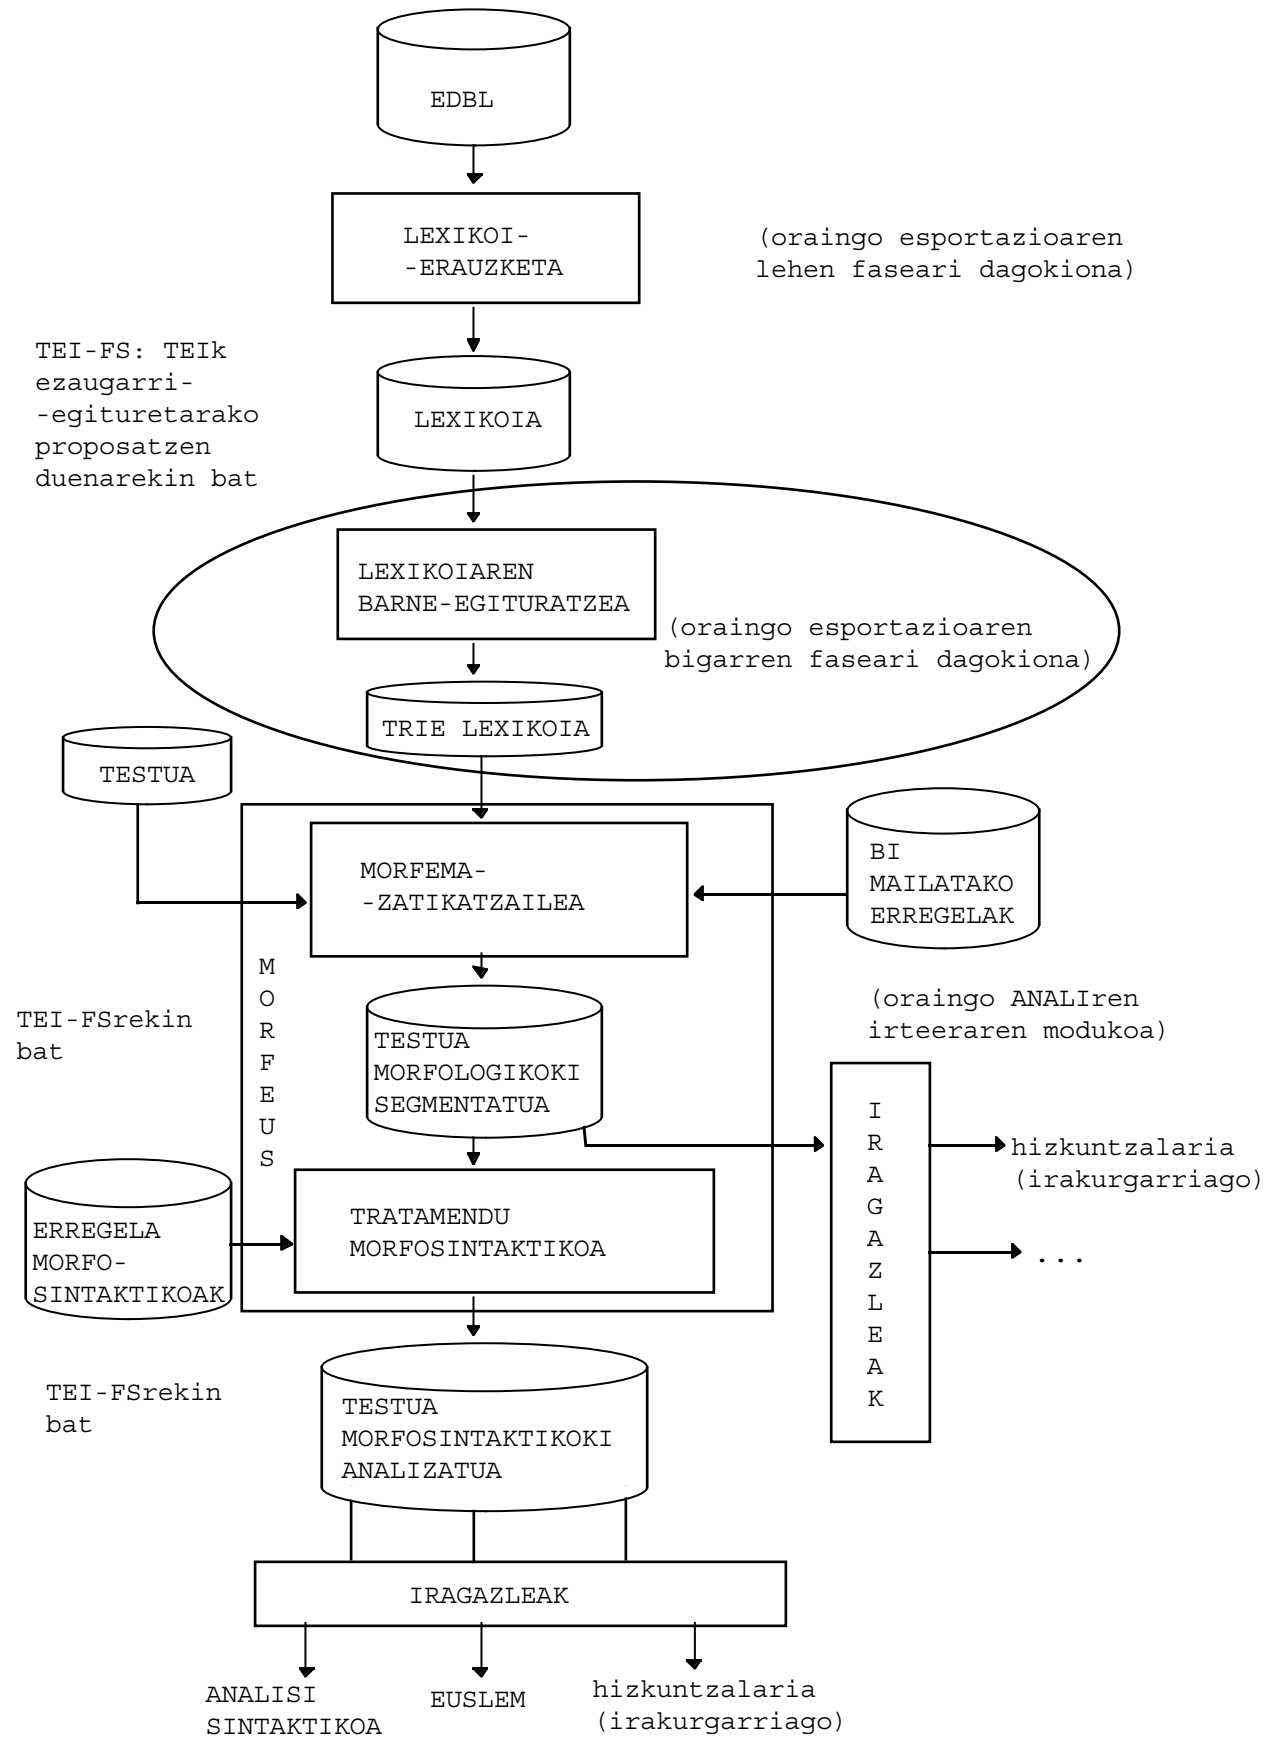 EDBL
LEXIKOI-
-ERAUZKETA
(oraingo esportazioaren
lehen faseari dagokiona)
TEI-FS: TEIk
ezaugarri-
-egituretarako
proposatzen
duenarekin bat
LEXIKOIA
LEXIKOIAREN
BARNE-EGITURATZEA
(oraingo esportazioaren
bigarren faseari dagokiona)
TRIE LEXIKOIA
TESTUA
MORFEMA-
-ZATIKATZAILEA
BI
MAILATAKO
ERREGELAK
M
O
R
F
E
U
S
TEI-FSrekin
bat
TESTUA
MORFOLOGIKOKI
SEGMENTATUA
(oraingo ANALIren
irteeraren modukoa)
I
R
A
G
A
Z
L
E
A
K
hizkuntzalaria
(irakurgarriago)
...
ERREGELA
MORFO-
SINTAKTIKOAK
TRATAMENDU
MORFOSINTAKTIKOA
TEI-FSrekin
bat
TESTUA
MORFOSINTAKTIKOKI
ANALIZATUA
IRAGAZLEAK
ANALISI
SINTAKTIKOA
EUSLEM
hizkuntzalaria
(irakurgarriago)